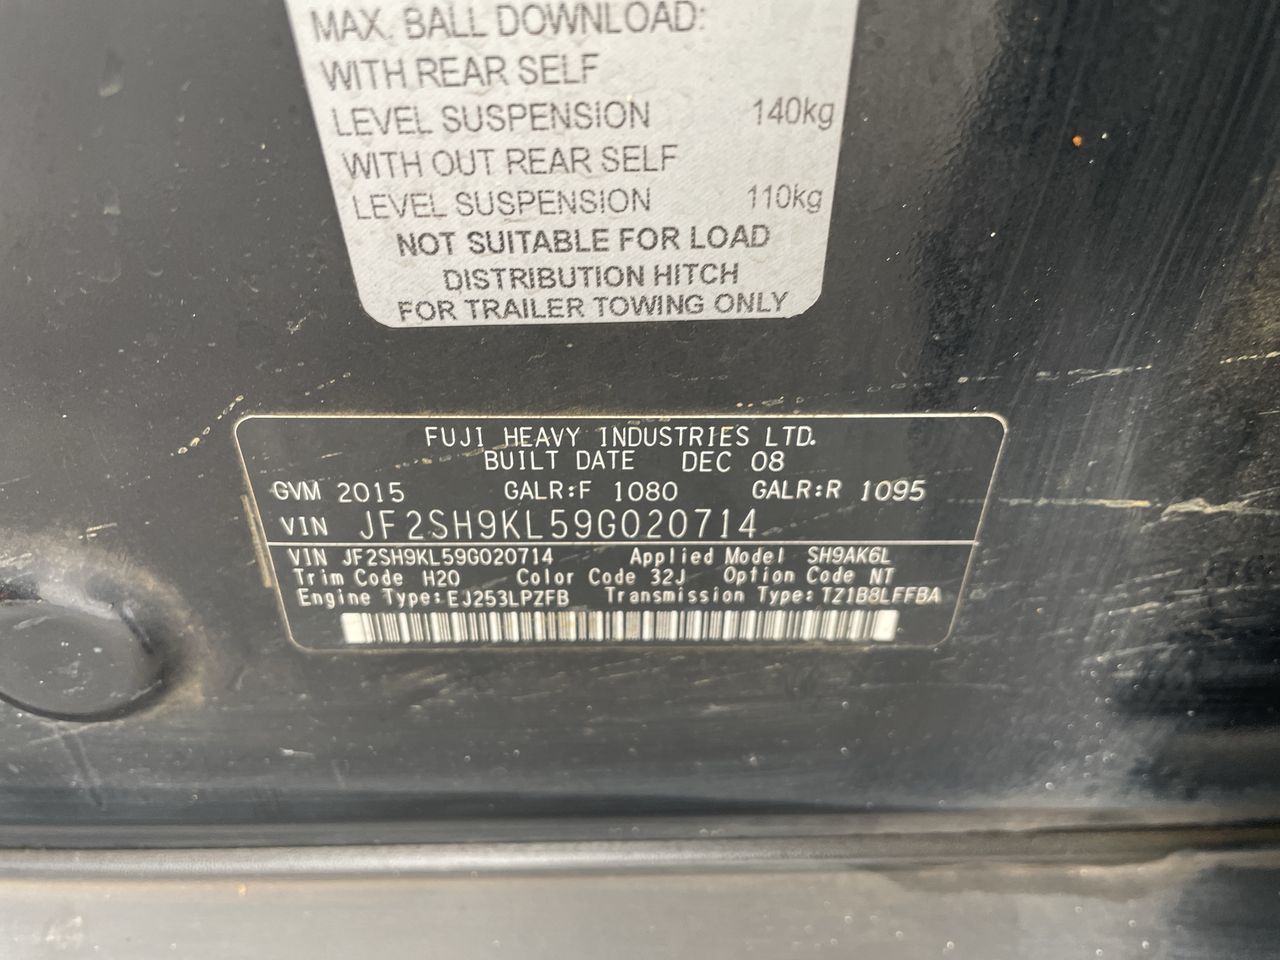 MAX. BALL DOWNLOAD:
WITH REAR SELF
LEVEL SUSPENSION 140kg
WITH OUT REAR SELF
LEVEL SUSPENSION 110kg
NOT SUITABLE FOR LOAD
DISTRIBUTION HITCH
FOR TRAILER TOWING ONLY
FUJI HEAVY INDUSTRIES LTD.
BUILT DATE DEC 08
GVM 2015 GALR:F 1080 GALR:R 1095
VIN JF2SH9KL59G020714
VIN JF2SH9KL59G020714 Applied Model SH9AK6L
Trim Code H20 Color Code 32J Option Code NT
Engine Type:EJ253LPZFB Transmission Type:TZ1B8LFFBA